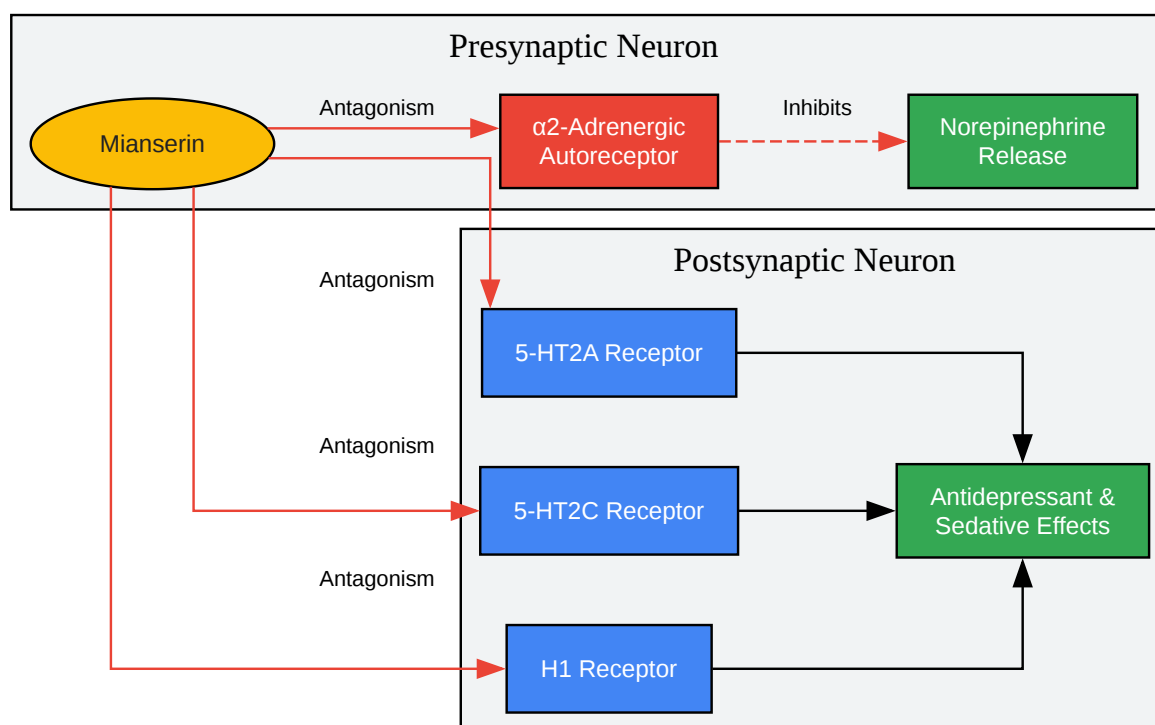 Presynaptic Neuron
Mianserin
Antagonism
α2-Adrenergic
Autoreceptor
Inhibits
Norepinephrine
Release
Postsynaptic Neuron
Antagonism
5-HT2A Receptor
Antagonism
5-HT2C Receptor
Antidepressant &
Sedative Effects
Antagonism
H1 Receptor